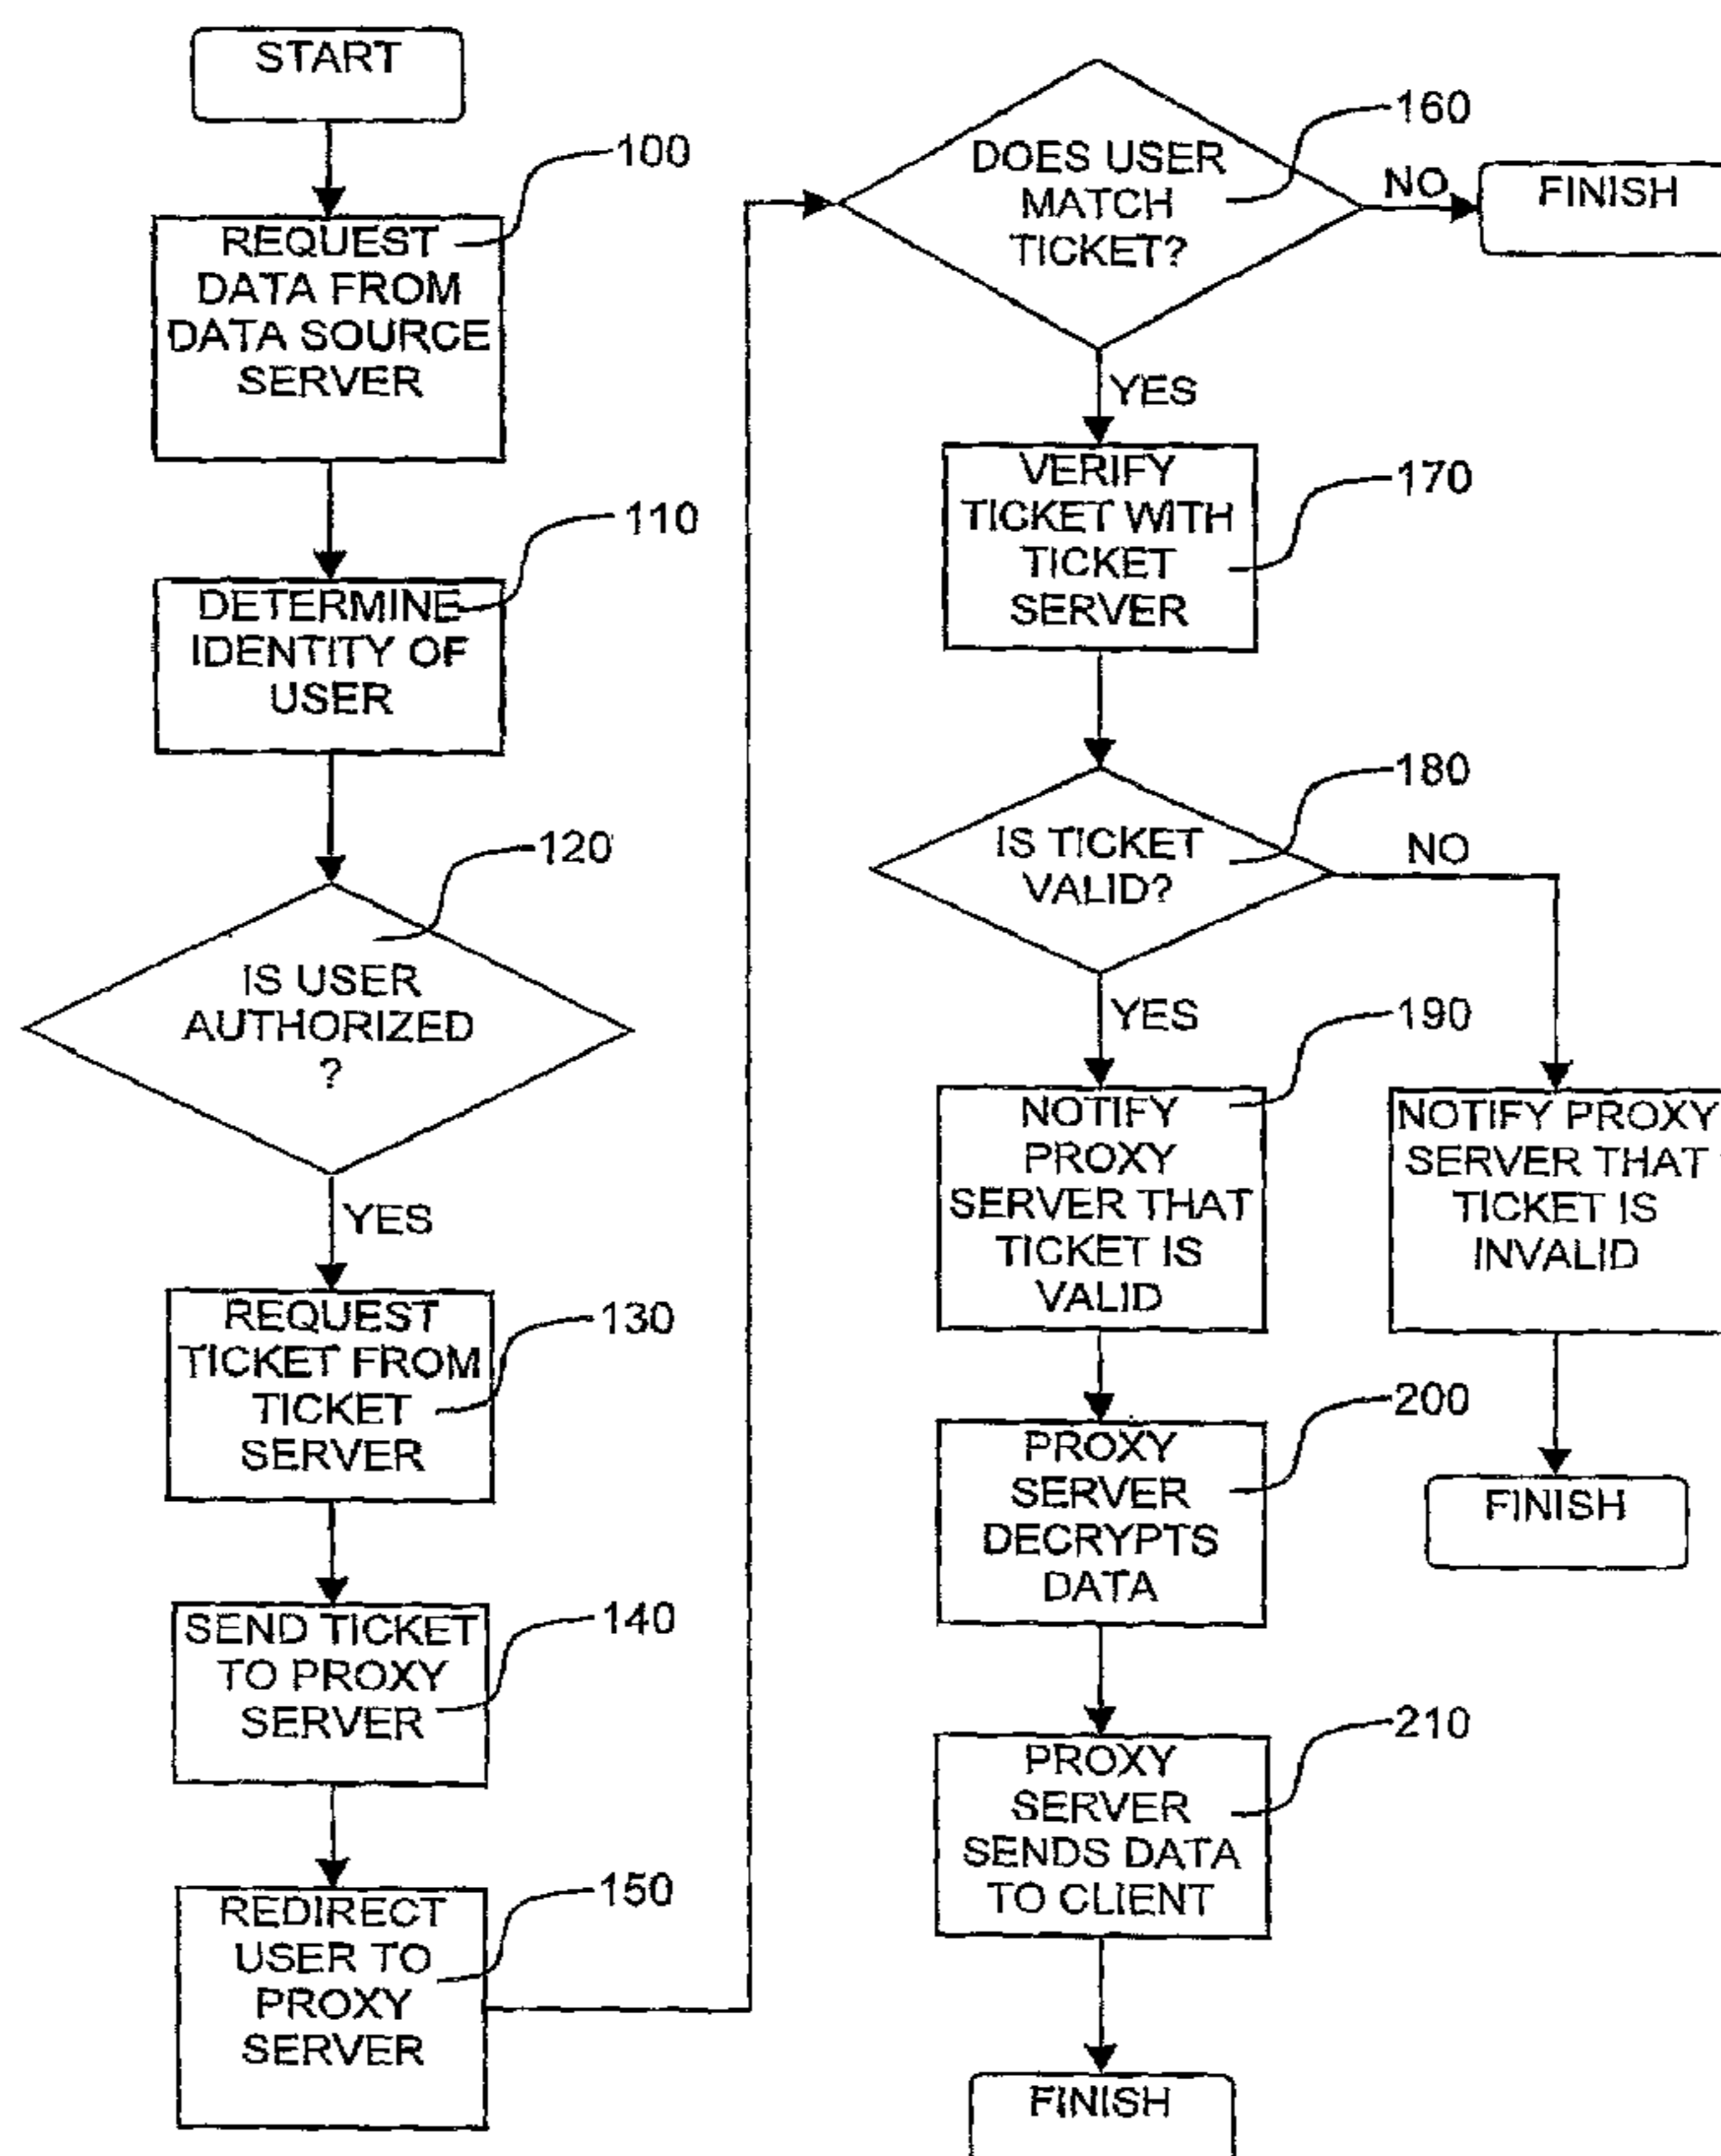 START
100
REQUEST
DATA FROM
DATA SOURCE
SERVER
110
DETERMINE
IDENTITY OF
USER
120
IS USER
AUTHORIZED
?
YES
130
REQUEST
TICKET FROM
TICKET
SERVER
140
SEND TICKET
TO PROXY
SERVER
150
REDIRECT
USER TO
PROXY
SERVER
160
DOES USER
MATCH
TICKET?
NO
FINISH
YES
170
VERIFY
TICKET WITH
TICKET
SERVER
180
IS TICKET
VALID?
NO
YES
190
NOTIFY
PROXY
SERVER THAT
TICKET IS
VALID
NOTIFY PROXY
SERVER THAT
TICKET IS
INVALID
200
PROXY
SERVER
DECRYPTS
DATA
FINISH
210
PROXY
SERVER
SENDS DATA
TO CLIENT
FINISH